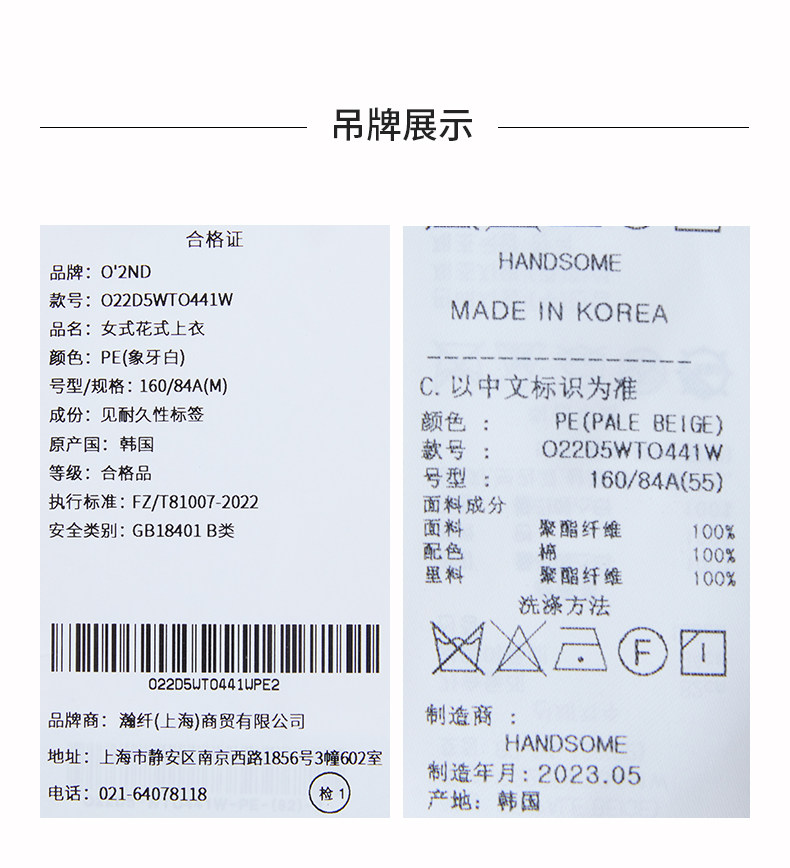 吊牌展示
合格证
品牌：O'2ND
款号：O22D5WTO441W
品名：女式花式上衣
颜色：PE(象牙白)
号型/规格：160/84A(M)
成份：见耐久性标签
原产国：韩国
等级：合格品
执行标准：FZ/T81007-2022
安全类别：GB18401 B类
O22D5WTO441WPE2
品牌商：瀚纤(上海)商贸有限公司
地址：上海市静安区南京西路1856号3幢602室
电话：021-64078118
检 1
HANDSOME
MADE IN KOREA
C. 以中文标识为准
颜色 : PE(PALE BEIGE)
款号 : O22D5WTO441W
号型 : 160/84A(55)
面料成分
面料 聚酯纤维 100%
配色 棉 100%
里料 聚酯纤维 100%
洗涤方法
F
制造商 :
HANDSOME
制造年月: 2023.05
产地: 韩国